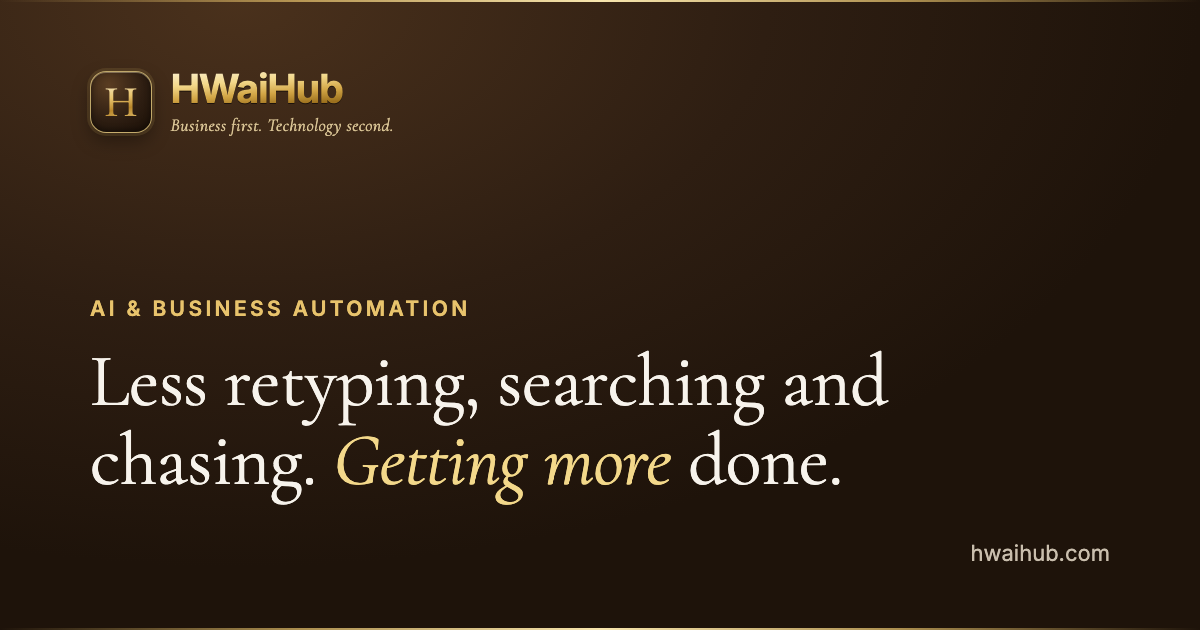 H
HWaiHub
Business first. Technology second.
AI & BUSINESS AUTOMATION
Less retyping, searching and
chasing. Getting more done.
hwaihub.com